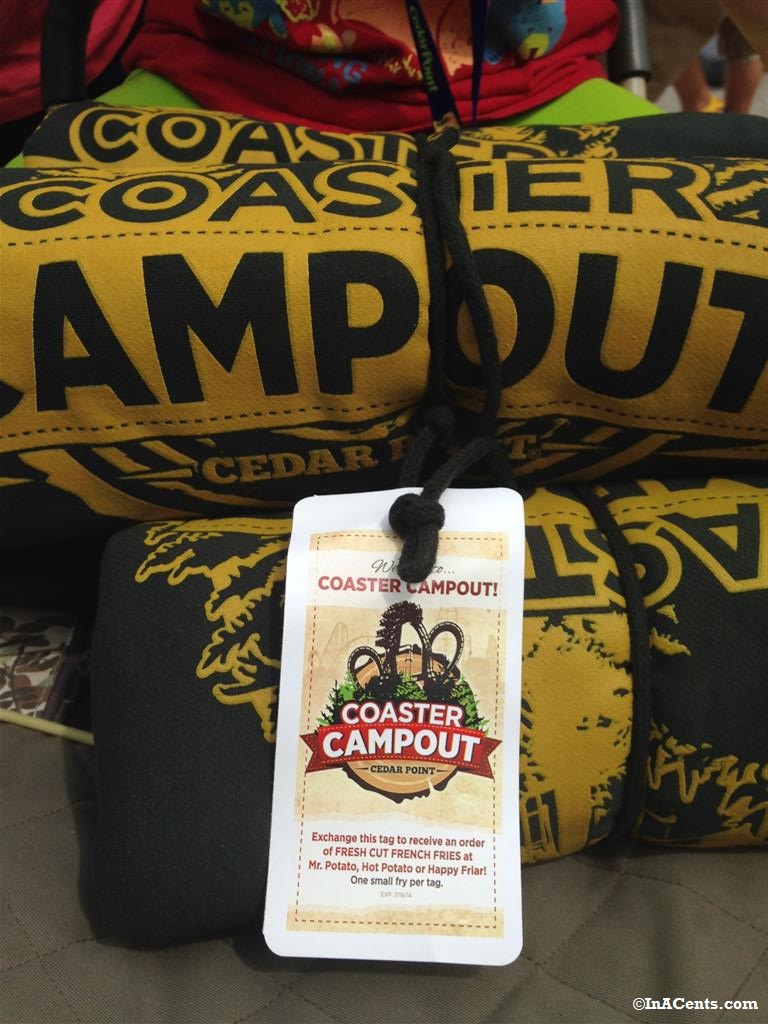 CedarPoint
COASTER
COASTER
CAMPOUT
CEDAR POINT
COASTER CAMPOUT!
COASTER
CAMPOUT
CEDAR POINT
Exchange this tag to receive an order
of FRESH CUT FRENCH FRIES at
Mr. Potato, Hot Potato or Happy Friar!
One small fry per tag.
©InACents.com